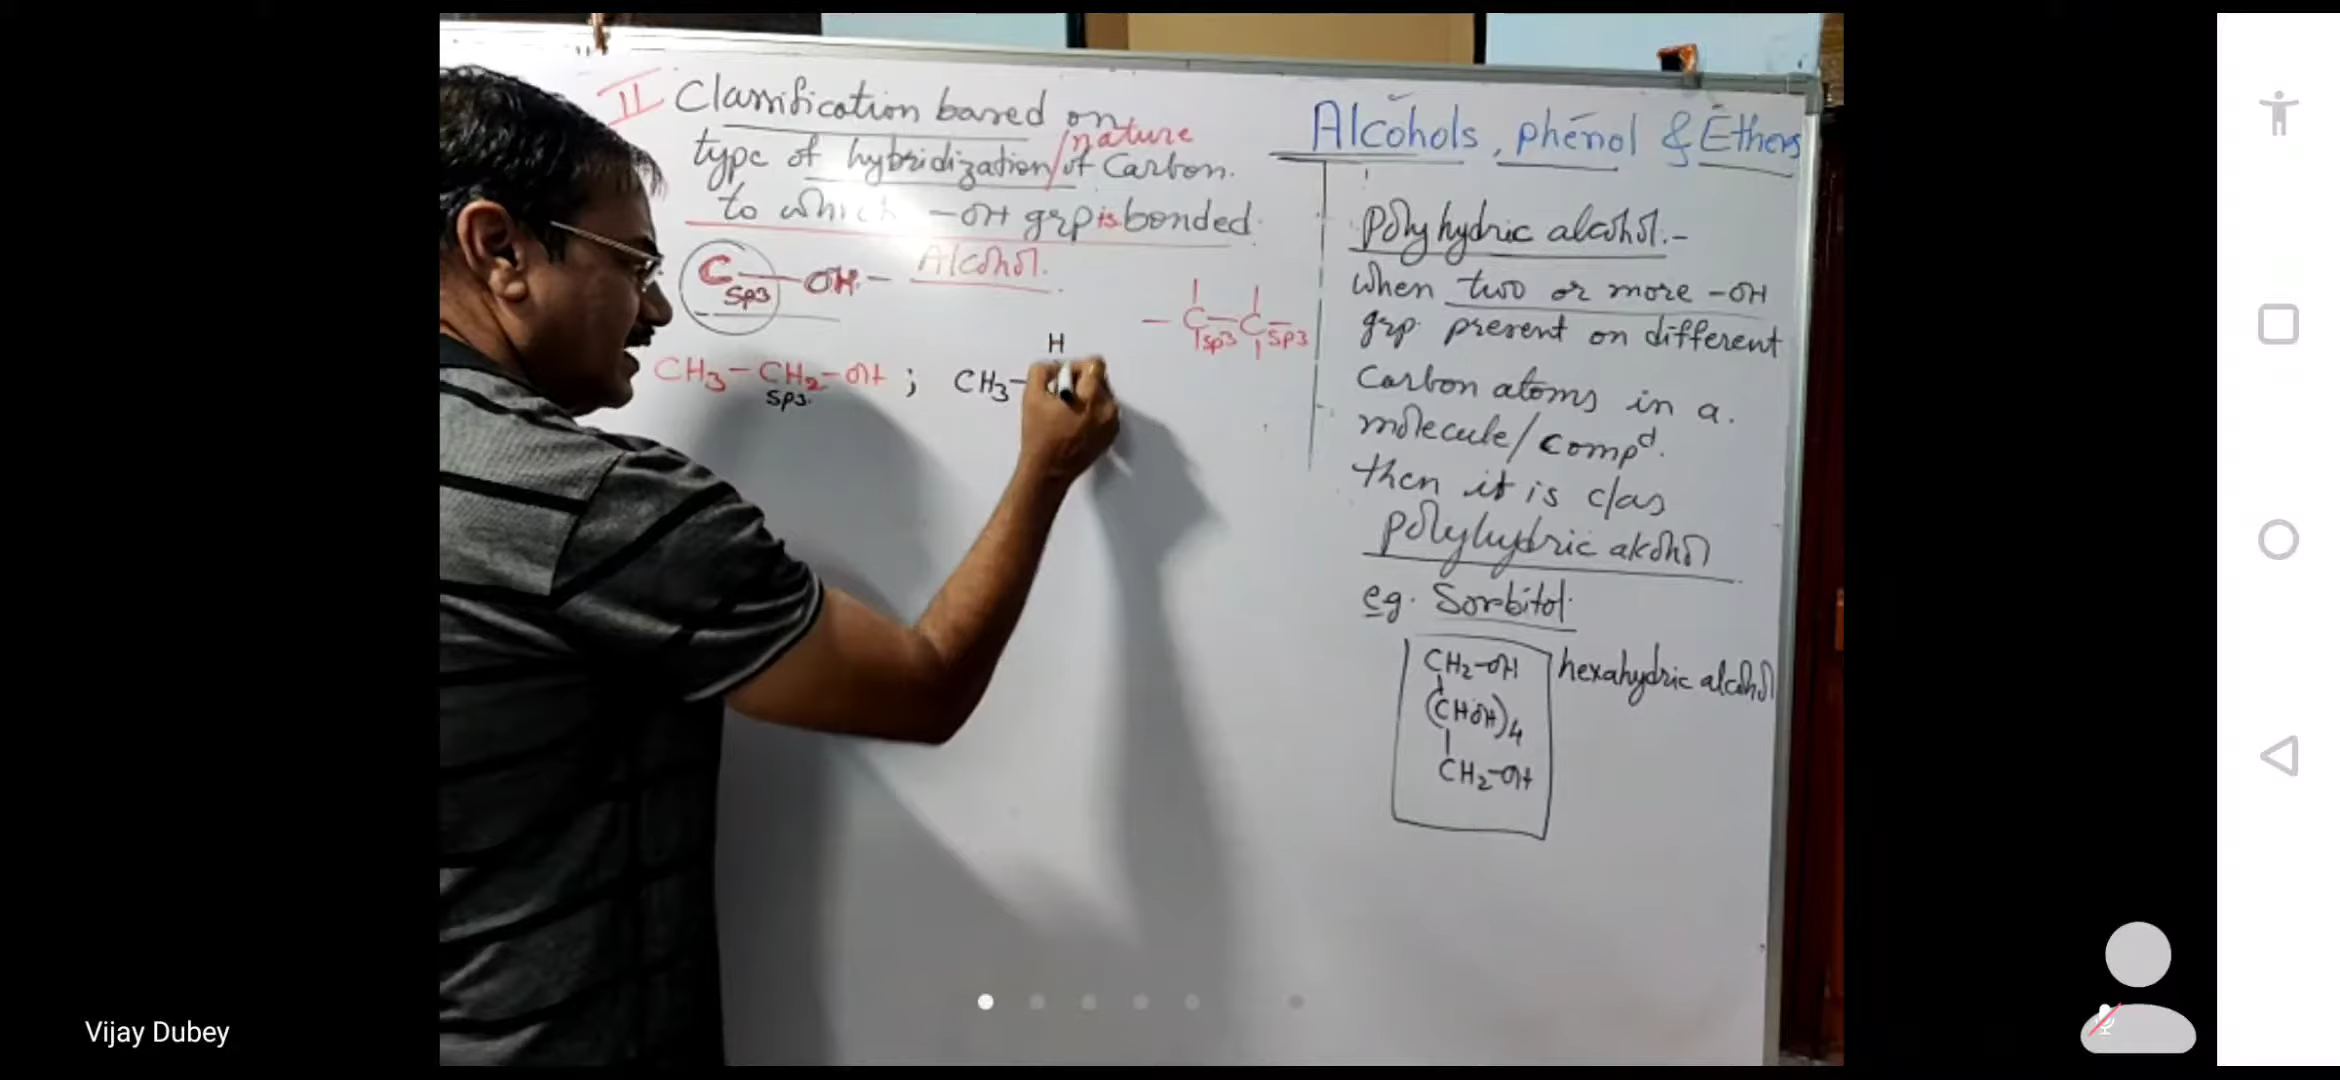 II Classification based on
type of hybridization/nature of Carbon.
to which -OH grp is bonded.
C—OH - Alcohol.
sp3
CH3-CH2-OH ; CH3-
sp3.
H
-C-C-
sp3 sp3
Alcohols, phenol & Ethers
polyhydric alcohol.-
when two or more -OH
grp. present on different
Carbon atoms in a.
molecule/compd.
then it is clas
polyhydric alcohol
eg. Sorbitol.
CH2-OH hexahydric alcohol
(CHOH)4
CH2-OH
Vijay Dubey